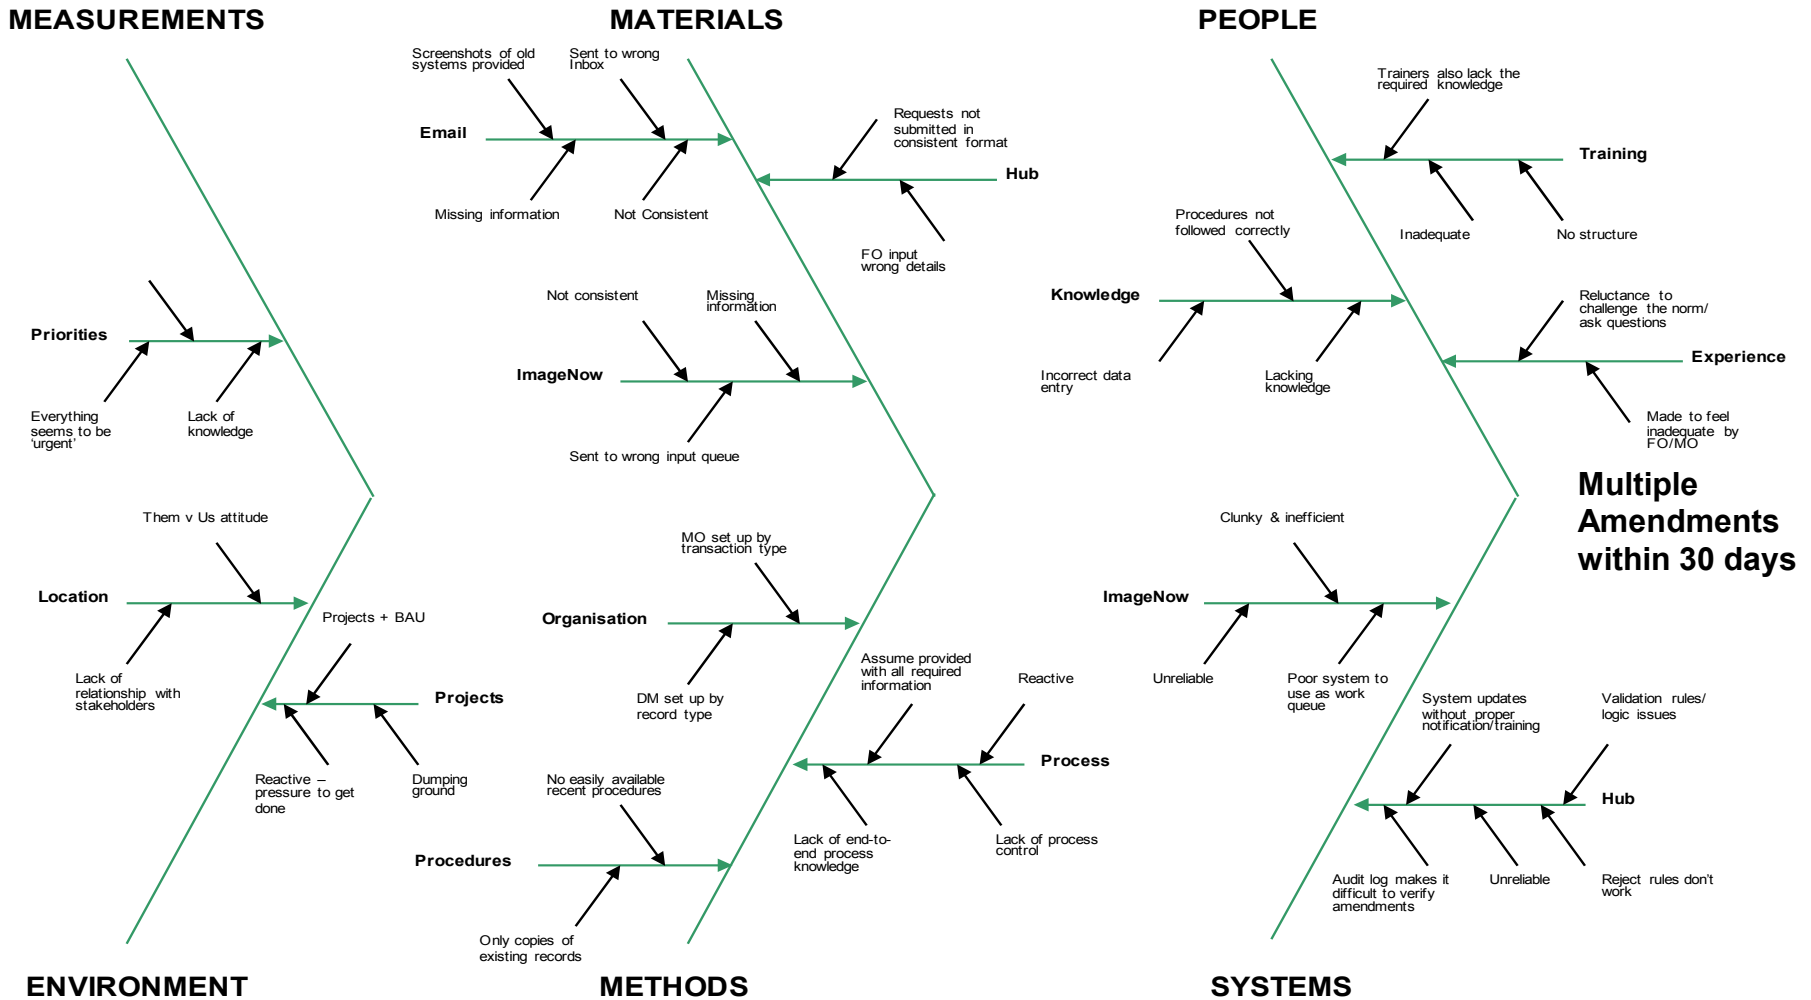 MEASUREMENTS
MATERIALS
PEOPLE
Screenshots of old
systems provided
Sent to wrong
Inbox
Email
Missing information
Not Consistent
Requests not
submitted in
consistent format
Hub
FO input
wrong details
Trainers also lack the
required knowledge
Training
Inadequate
No structure
Procedures not
followed correctly
Knowledge
Incorrect data
entry
Lacking
knowledge
Reluctance to
challenge the norm/
ask questions
Experience
Made to feel
inadequate by
FO/MO
Priorities
Everything
seems to be
'urgent'
Lack of
knowledge
Not consistent
Missing
information
ImageNow
Sent to wrong input queue
Multiple
Amendments
within 30 days
Them v Us attitude
Location
Lack of
relationship with
stakeholders
Projects + BAU
Projects
Reactive –
pressure to get
done
Dumping
ground
MO set up by
transaction type
Organisation
DM set up by
record type
Assume provided
with all required
information
Reactive
Process
Lack of end-to-
end process
knowledge
Lack of process
control
No easily available
recent procedures
Procedures
Only copies of
existing records
Clunky & inefficient
ImageNow
Unreliable
Poor system to
use as work
queue
System updates
without proper
notification/training
Validation rules/
logic issues
Hub
Audit log makes it
difficult to verify
amendments
Unreliable
Reject rules don't
work
ENVIRONMENT
METHODS
SYSTEMS